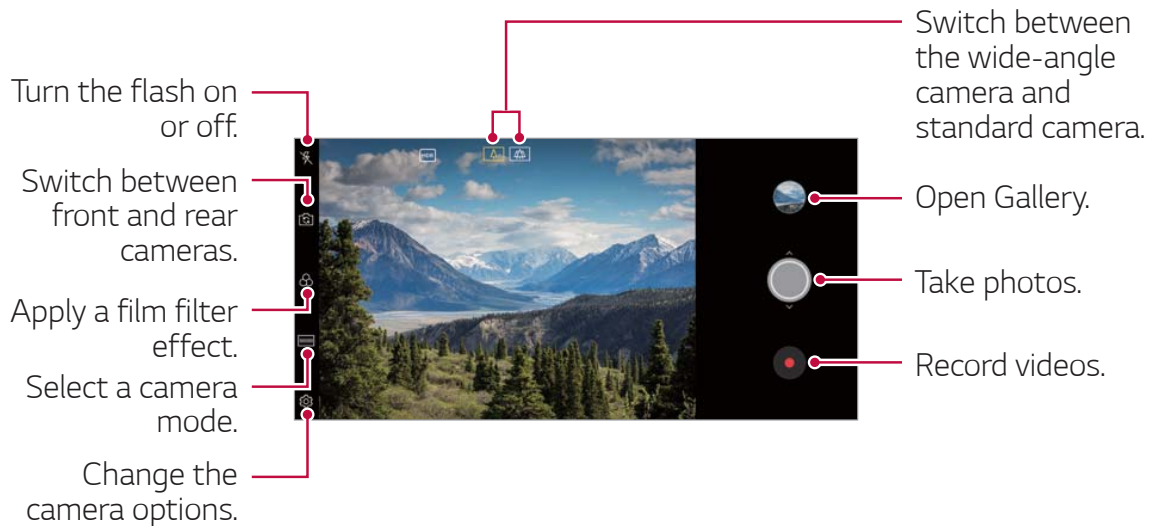 Turn the flash on
or off.
Switch between
front and rear
cameras.
Apply a film filter
effect.
Select a camera
mode.
Change the
camera options.
Switch between
the wide-angle
camera and
standard camera.
Open Gallery.
Take photos.
Record videos.